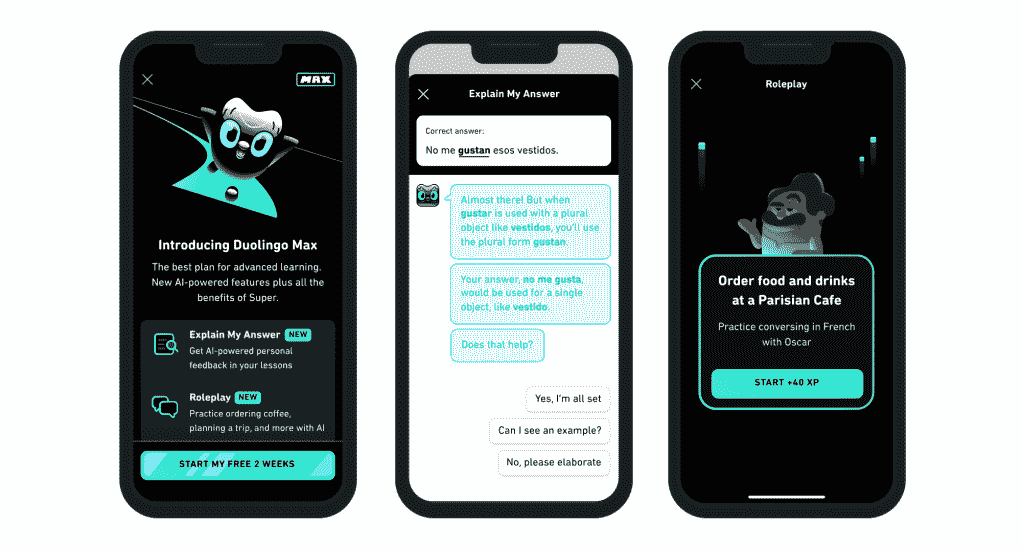 MAX
Introducing Duolingo Max
The best plan for advanced learning.
New AI-powered features plus all the
benefits of Super.
Explain My Answer NEW
Get AI-powered personal
feedback in your lessons
Roleplay NEW
Practice ordering coffee,
planning a trip, and more with AI
START MY FREE 2 WEEKS
Explain My Answer
Correct answer:
No me gustan esos vestidos.
Almost there! But when
gustar is used with a plural
object like vestidos, you'll use
the plural form gustan.
Your answer, no me gusta,
would be used for a single
object, like vestido.
Does that help?
Yes, I'm all set
Can I see an example?
No, please elaborate
Roleplay
Order food and drinks
at a Parisian Cafe
Practice conversing in French
with Oscar
START +40 XP